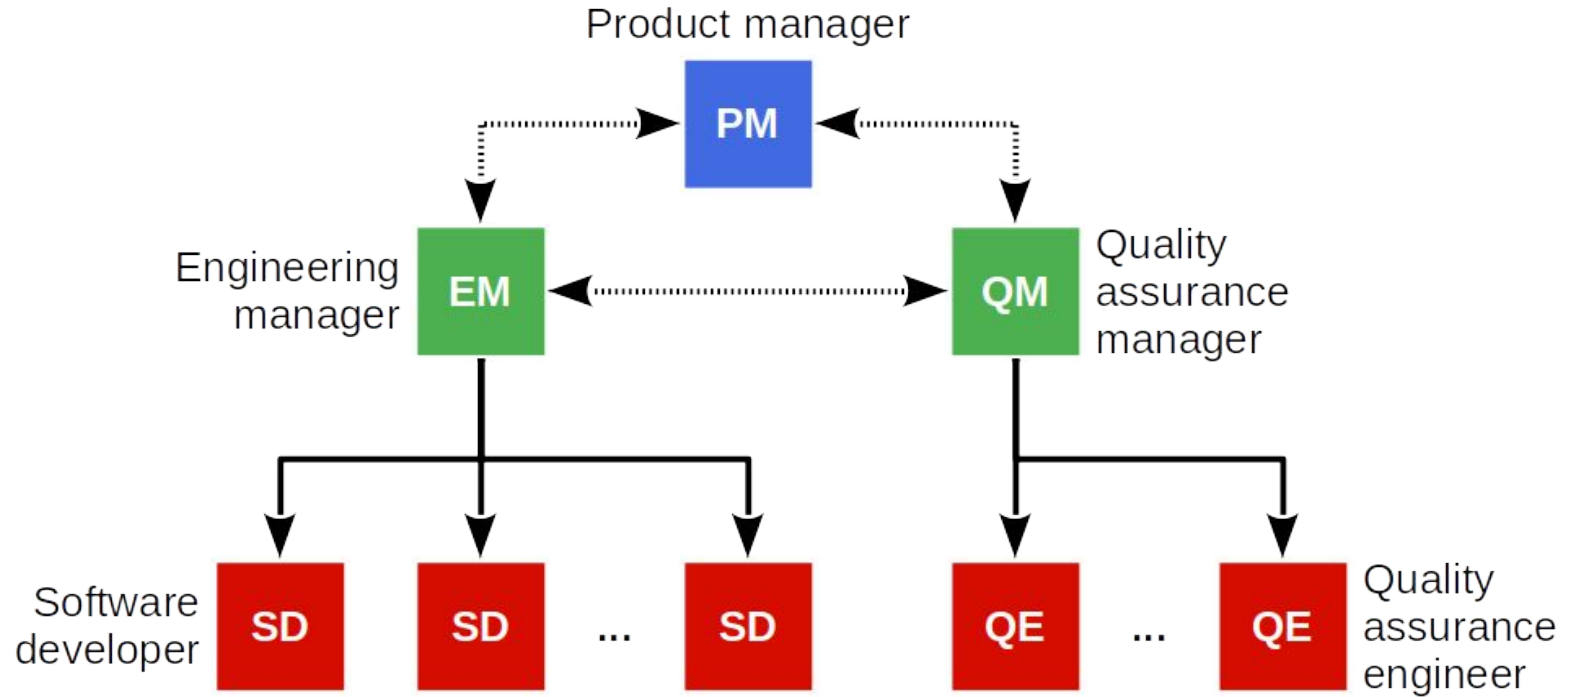 Product manager
PM
Engineering
manager
EM
QM
Quality
assurance
manager
Software
developer
SD
SD
...
SD
QE
...
QE
Quality
assurance
engineer